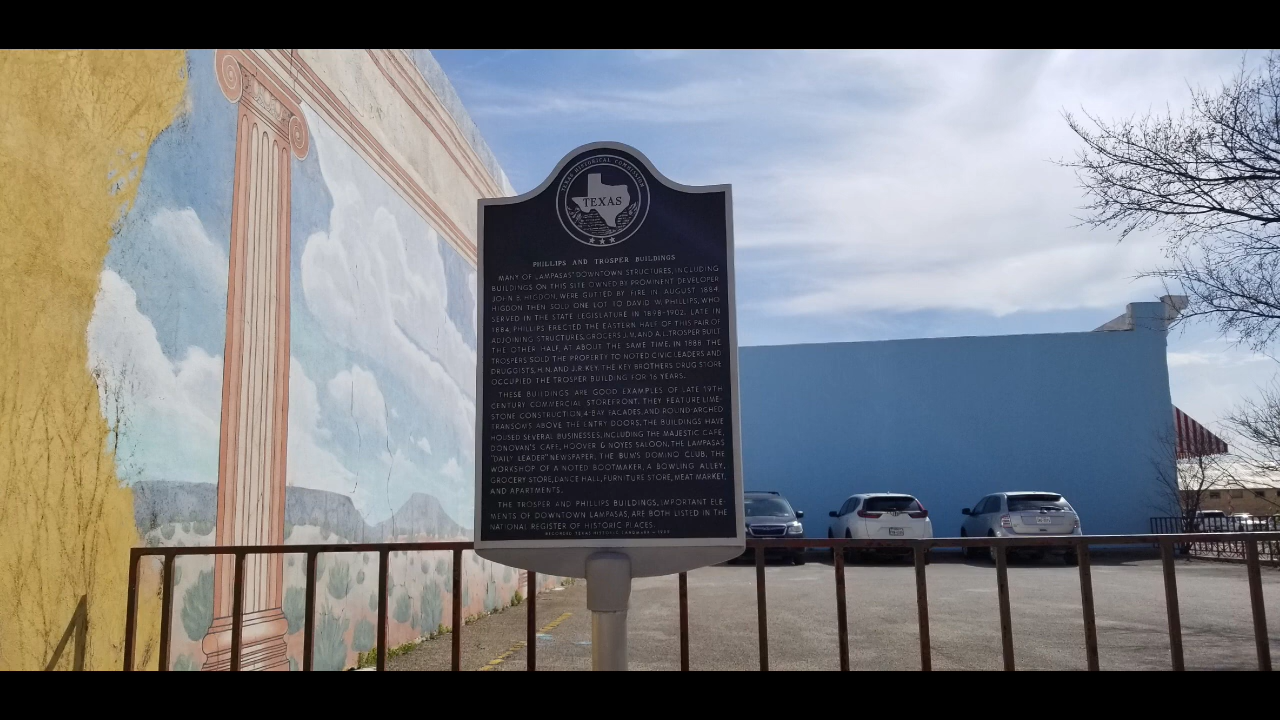 TEXAS HISTORICAL COMMISSION
TEXAS
PHILLIPS AND TROSPER BUILDINGS
MANY OF LAMPASAS' DOWNTOWN STRUCTURES, INCLUDING
BUILDINGS ON THIS SITE OWNED BY PROMINENT DEVELOPER
JOHN B. HIGDON, WERE GUTTED BY FIRE IN AUGUST 1884.
HIGDON THEN SOLD ONE LOT TO DAVID W. PHILLIPS, WHO
SERVED IN THE STATE LEGISLATURE IN 1898-1902. LATE IN
1884, PHILLIPS ERECTED THE EASTERN HALF OF THIS PAIR OF
ADJOINING STRUCTURES. GROCERS J.M. AND A.L. TROSPER BUILT
THE OTHER HALF AT ABOUT THE SAME TIME. IN 1886, THE
TROSPERS SOLD THE PROPERTY TO NOTED CIVIC LEADERS AND
DRUGGISTS, H.N. AND J.R. KEY. THE KEY BROTHERS DRUG STORE
OCCUPIED THE TROSPER BUILDING FOR 16 YEARS.
THESE BUILDINGS ARE GOOD EXAMPLES OF LATE 19TH
CENTURY COMMERCIAL STOREFRONT. THEY FEATURE LIME-
STONE CONSTRUCTION, 4-BAY FACADES, AND ROUND-ARCHED
TRANSOMS ABOVE THE ENTRY DOORS. THE BUILDINGS HAVE
HOUSED SEVERAL BUSINESSES, INCLUDING THE MAJESTIC CAFE,
DONOVAN'S CAFE, HOOVER & NOYES SALOON, THE LAMPASAS
"DAILY LEADER" NEWSPAPER, THE BUM'S DOMINO CLUB, THE
WORKSHOP OF A NOTED BOOTMAKER, A BOWLING ALLEY,
GROCERY STORE, DANCE HALL, FURNITURE STORE, MEAT MARKET,
AND APARTMENTS.
THE TROSPER AND PHILLIPS BUILDINGS, IMPORTANT ELE-
MENTS OF DOWNTOWN LAMPASAS, ARE BOTH LISTED IN THE
NATIONAL REGISTER OF HISTORIC PLACES.
RECORDED TEXAS HISTORIC LANDMARK